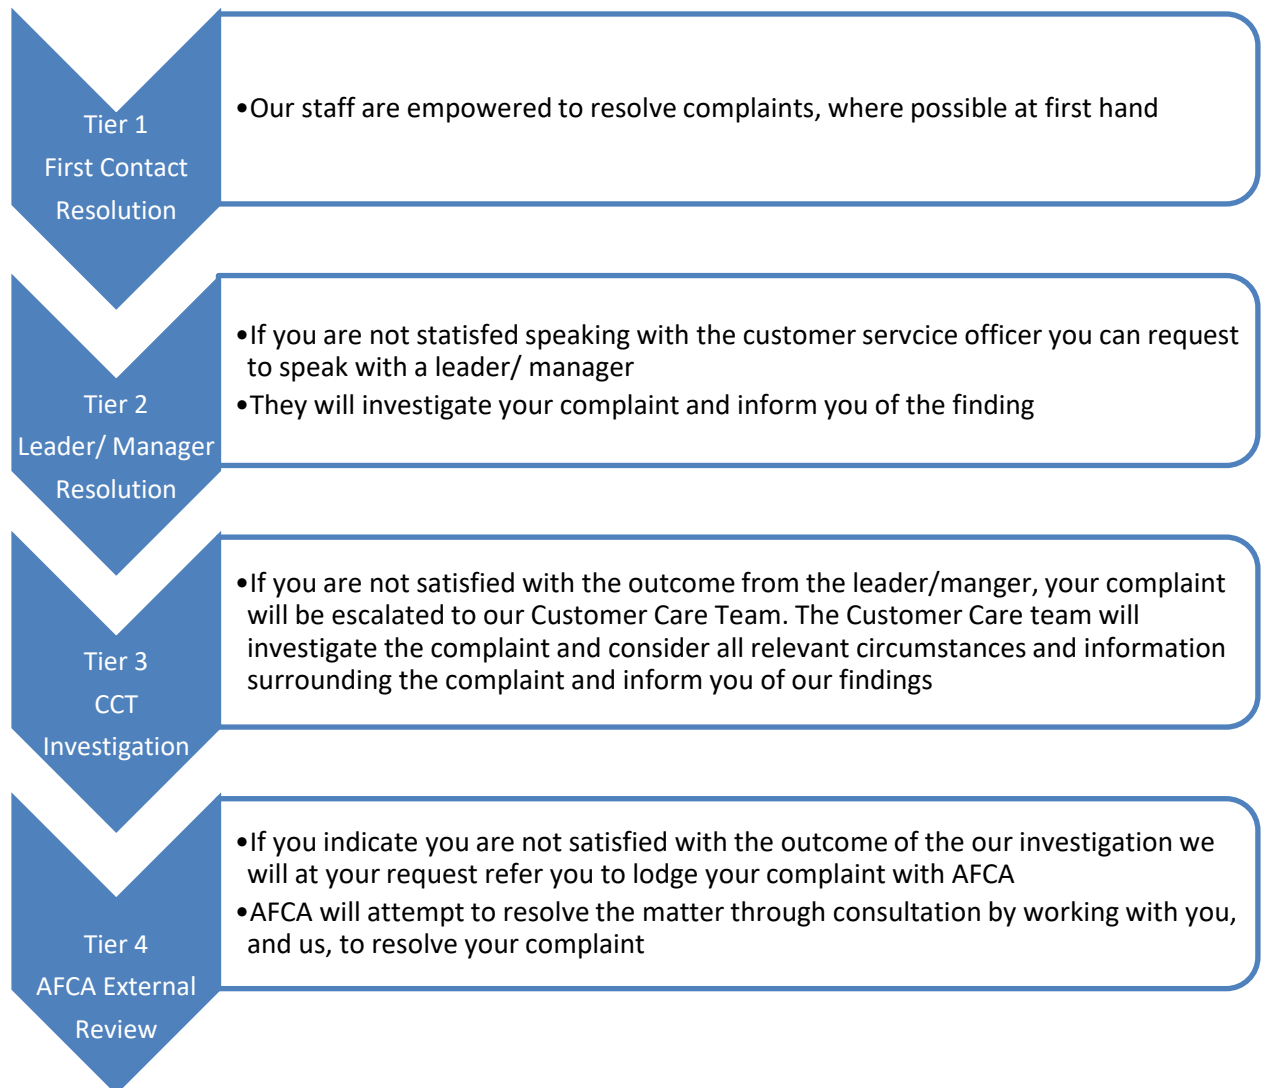 Tier 1
First Contact
Resolution
•Our staff are empowered to resolve complaints, where possible at first hand
Tier 2
Leader/ Manager
Resolution
•If you are not statisfed speaking with the customer servcice officer you can request
to speak with a leader/ manager
•They will investigate your complaint and inform you of the finding
Tier 3
CCT
Investigation
•If you are not satisfied with the outcome from the leader/manger, your complaint
will be escalated to our Customer Care Team. The Customer Care team will
investigate the complaint and consider all relevant circumstances and information
surrounding the complaint and inform you of our findings
Tier 4
AFCA External
Review
•If you indicate you are not satisfied with the outcome of the our investigation we
will at your request refer you to lodge your complaint with AFCA
•AFCA will attempt to resolve the matter through consultation by working with you,
and us, to resolve your complaint